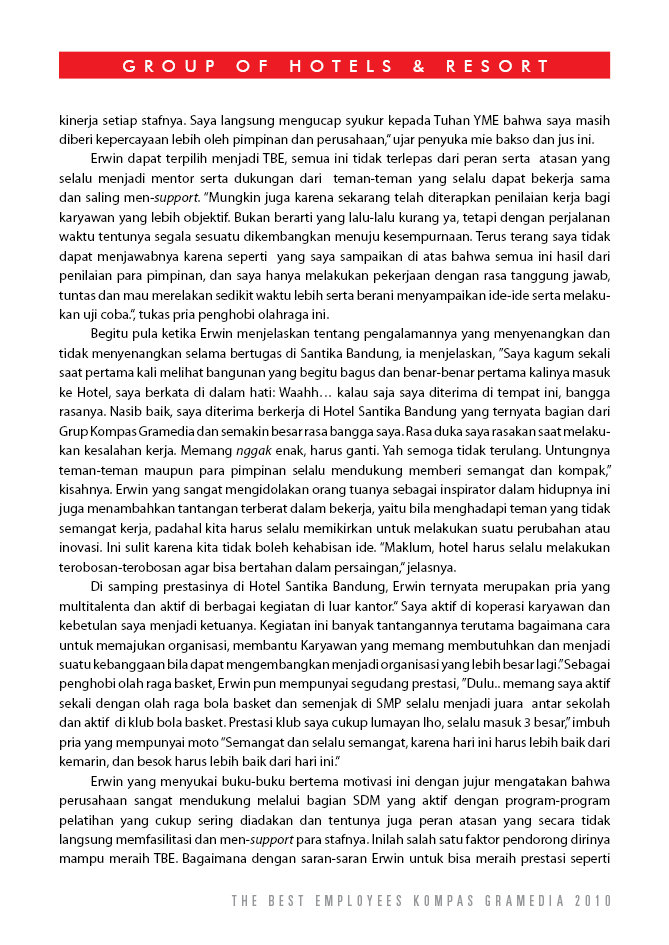 GROUP OF HOTELS & RESORT
kinerja setiap stafnya. Saya langsung mengucap syukur kepada Tuhan YME bahwa saya masih
diberi kepercayaan lebih oleh pimpinan dan perusahaan,” ujar penyuka mie bakso dan jus ini.
Erwin dapat terpilih menjadi TBE, semua ini tidak terlepas dari peran serta atasan yang
selalu menjadi mentor serta dukungan dari teman-teman yang selalu dapat bekerja sama
dan saling men-support. “Mungkin juga karena sekarang telah diterapkan penilaian kerja bagi
karyawan yang lebih objektif. Bukan berarti yang lalu-lalu kurang ya, tetapi dengan perjalanan
waktu tentunya segala sesuatu dikembangkan menuju kesempurnaan. Terus terang saya tidak
dapat menjawabnya karena seperti yang saya sampaikan di atas bahwa semua ini hasil dari
penilaian para pimpinan, dan saya hanya melakukan pekerjaan dengan rasa tanggung jawab,
tuntas dan mau merelakan sedikit waktu lebih serta berani menyampaikan ide-ide serta melaku-
kan uji coba.”, tukas pria penghobi olahraga ini.
Begitu pula ketika Erwin menjelaskan tentang pengalamannya yang menyenangkan dan
tidak menyenangkan selama bertugas di Santika Bandung, ia menjelaskan, ”Saya kagum sekali
saat pertama kali melihat bangunan yang begitu bagus dan benar-benar pertama kalinya masuk
ke Hotel, saya berkata di dalam hati: Waahh… kalau saja saya diterima di tempat ini, bangga
rasanya. Nasib baik, saya diterima berkerja di Hotel Santika Bandung yang ternyata bagian dari
Grup Kompas Gramedia dan semakin besar rasa bangga saya. Rasa duka saya rasakan saat melaku-
kan kesalahan kerja. Memang nggak enak, harus ganti. Yah semoga tidak terulang. Untungnya
teman-teman maupun para pimpinan selalu mendukung memberi semangat dan kompak,”
kisahnya. Erwin yang sangat mengidolakan orang tuanya sebagai inspirator dalam hidupnya ini
juga menambahkan tantangan terberat dalam bekerja, yaitu bila menghadapi teman yang tidak
semangat kerja, padahal kita harus selalu memikirkan untuk melakukan suatu perubahan atau
inovasi. Ini sulit karena kita tidak boleh kehabisan ide. “Maklum, hotel harus selalu melakukan
terobosan-terobosan agar bisa bertahan dalam persaingan,” jelasnya.
Di samping prestasinya di Hotel Santika Bandung, Erwin ternyata merupakan pria yang
multitalenta dan aktif di berbagai kegiatan di luar kantor.“ Saya aktif di koperasi karyawan dan
kebetulan saya menjadi ketuanya. Kegiatan ini banyak tantangannya terutama bagaimana cara
untuk memajukan organisasi, membantu Karyawan yang memang membutuhkan dan menjadi
suatu kebanggaan bila dapat mengembangkan menjadi organisasi yang lebih besar lagi.” Sebagai
penghobi olah raga basket, Erwin pun mempunyai segudang prestasi, ”Dulu.. memang saya aktif
sekali dengan olah raga bola basket dan semenjak di SMP selalu menjadi juara antar sekolah
dan aktif di klub bola basket. Prestasi klub saya cukup lumayan lho, selalu masuk 3 besar,” imbuh
pria yang mempunyai moto “Semangat dan selalu semangat, karena hari ini harus lebih baik dari
kemarin, dan besok harus lebih baik dari hari ini.”
Erwin yang menyukai buku-buku bertema motivasi ini dengan jujur mengatakan bahwa
perusahaan sangat mendukung melalui bagian SDM yang aktif dengan program-program
pelatihan yang cukup sering diadakan dan tentunya juga peran atasan yang secara tidak
langsung memfasilitasi dan men-support para stafnya. Inilah salah satu faktor pendorong dirinya
mampu meraih TBE. Bagaimana dengan saran-saran Erwin untuk bisa meraih prestasi seperti
THE BEST EMPLOYEES KOMPAS GRAMEDIA 2010